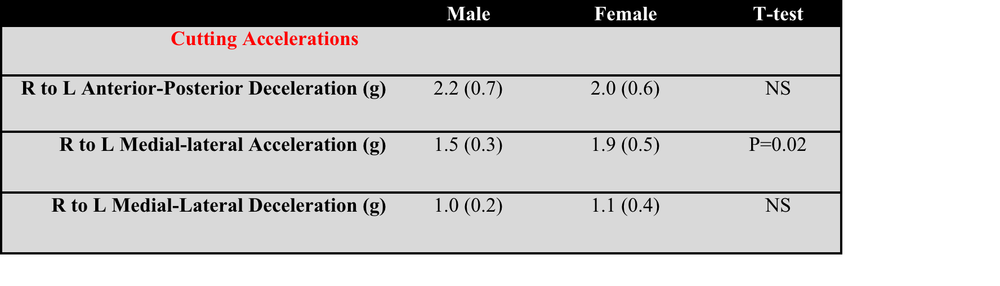 Male Female T-test
Cutting Accelerations
R to L Anterior-Posterior Deceleration (g) 2.2 (0.7) 2.0 (0.6) NS
R to L Medial-lateral Acceleration (g) 1.5 (0.3) 1.9 (0.5) P=0.02
R to L Medial-Lateral Deceleration (g) 1.0 (0.2) 1.1 (0.4) NS